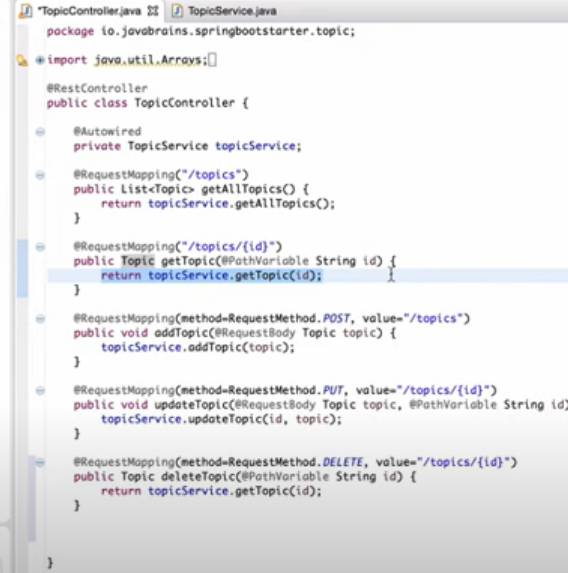 *TopicController.java TopicService.java
package io.javabrains.springbootstarter.topic;
import java.util.Arrays;
@RestController
public class TopicController {
@Autowired
private TopicService topicService;
@RequestMapping("/topics")
public List<Topic> getAllTopics() {
return topicService.getAllTopics();
}
@RequestMapping("/topics/{id}")
public Topic getTopic(@PathVariable String id) {
return topicService.getTopic(id);
}
@RequestMapping(method=RequestMethod.POST, value="/topics")
public void addTopic(@RequestBody Topic topic) {
topicService.addTopic(topic);
}
@RequestMapping(method=RequestMethod.PUT, value="/topics/{id}")
public void updateTopic(@RequestBody Topic topic, @PathVariable String id)
topicService.updateTopic(id, topic);
}
@RequestMapping(method=RequestMethod.DELETE, value="/topics/{id}")
public Topic deleteTopic(@PathVariable String id) {
return topicService.getTopic(id);
}
}